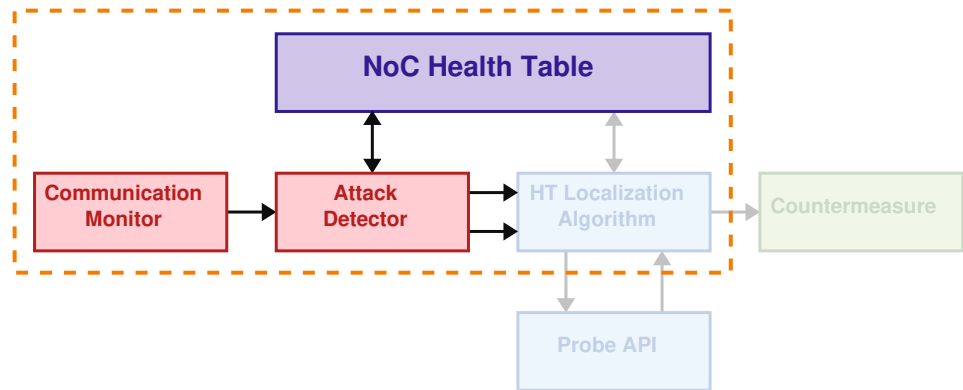 NoC Health Table
Communication
Monitor
Attack
Detector
HT Localization
Algorithm
Countermeasure
Probe API